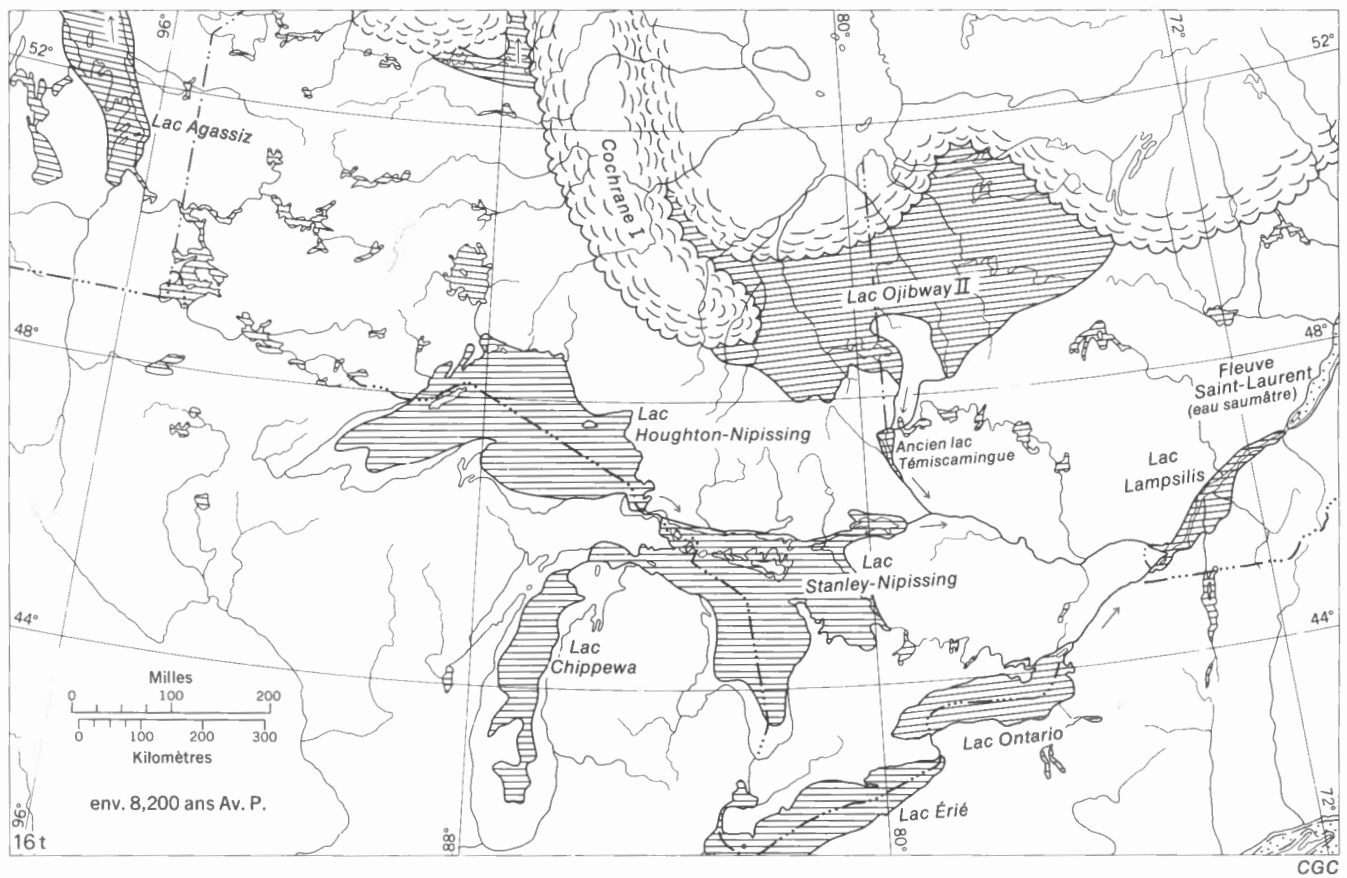 96°
80°
72°
52°
52°
Lac Agassiz
Cochrane I
Lac Ojibway II
48°
48°
Fleuve
Saint-Laurent
(eau saumâtre)
Lac
Houghton-Nipissing
Ancien lac
Témiscamingue
Lac
Lampsilis
Lac
Stanley-Nipissing
44°
44°
Lac
Chippewa
Milles
0 100 200
0 100 200 300
Kilomètres
Lac Ontario
env. 8,200 ans Av. P.
Lac Érié
96°
88°
80°
72°
16t
CGC